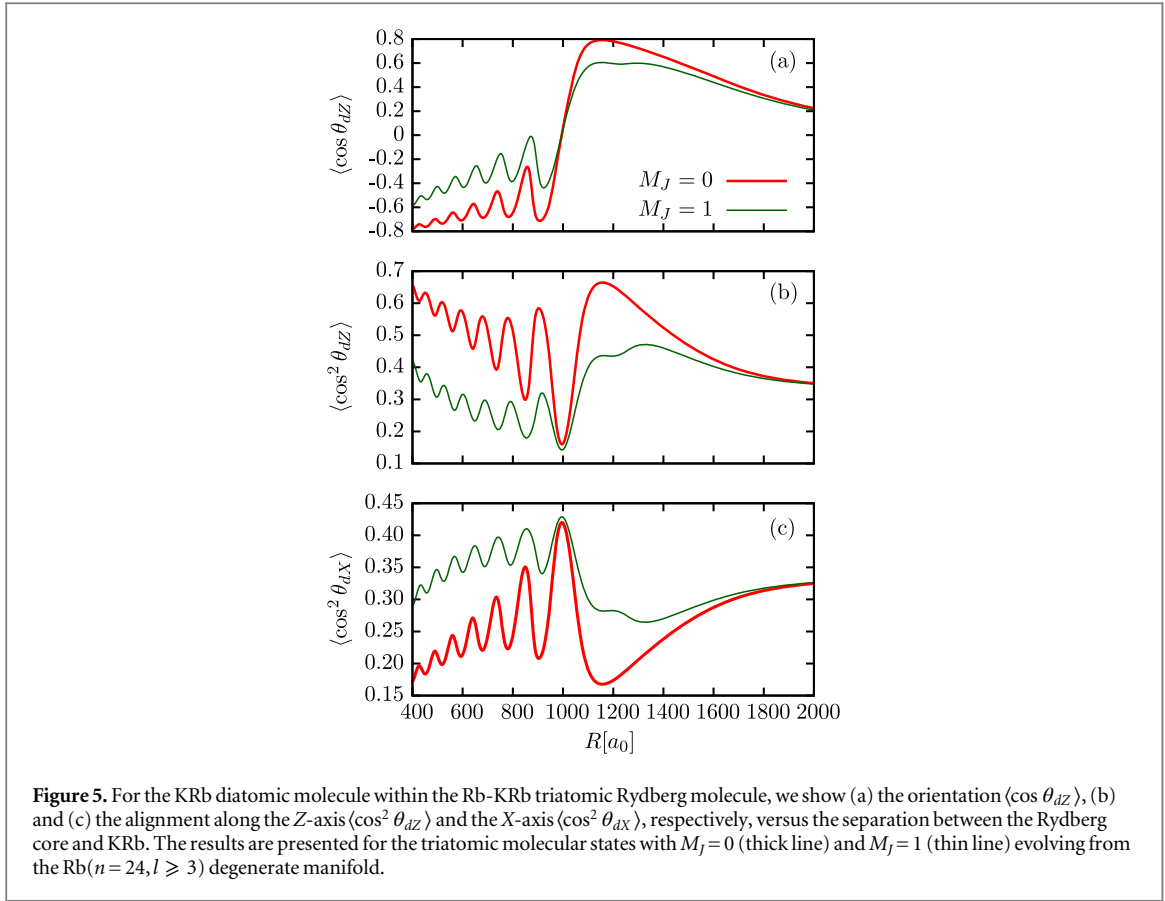 0.8
0.6
0.4
0.2
0
-0.2
-0.4
-0.6
-0.8
⟨cos θdZ⟩
(a)
MJ = 0
MJ = 1
0.7
0.6
0.5
0.4
0.3
0.2
0.1
⟨cos² θdZ⟩
(b)
0.45
0.40
0.35
0.30
0.25
0.20
0.15
⟨cos² θdX⟩
(c)
400 600 800 1000 1200 1400 1600 1800 2000
R[a₀]
Figure 5. For the KRb diatomic molecule within the Rb-KRb triatomic Rydberg molecule, we show (a) the orientation ⟨cos θdZ⟩, (b)
and (c) the alignment along the Z-axis ⟨cos² θdZ⟩ and the X-axis ⟨cos² θdX⟩, respectively, versus the separation between the Rydberg
core and KRb. The results are presented for the triatomic molecular states with MJ = 0 (thick line) and MJ = 1 (thin line) evolving from
the Rb(n = 24, l ⩾ 3) degenerate manifold.